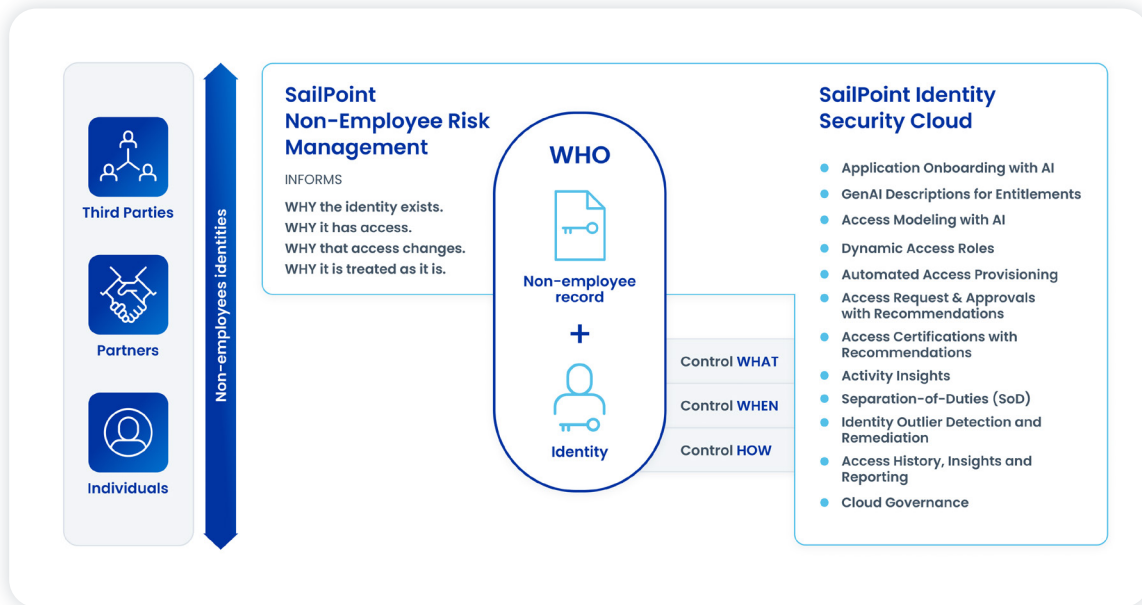 Third Parties
Partners
Individuals
Non-employees identities
SailPoint
Non-Employee Risk
Management
INFORMS
WHY the identity exists.
WHY it has access.
WHY that access changes.
WHY it is treated as it is.
WHO
Non-employee
record
+
Identity
Control WHAT
Control WHEN
Control HOW
SailPoint Identity
Security Cloud
Application Onboarding with AI
GenAI Descriptions for Entitlements
Access Modeling with AI
Dynamic Access Roles
Automated Access Provisioning
Access Request & Approvals
with Recommendations
Access Certifications with
Recommendations
Activity Insights
Separation-of-Duties (SoD)
Identity Outlier Detection and
Remediation
Access History, Insights and
Reporting
Cloud Governance